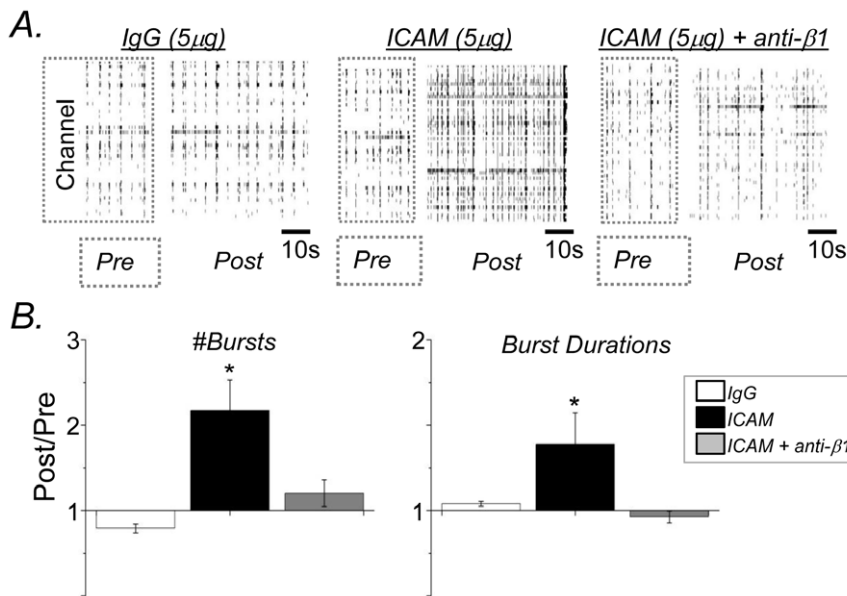 A.
IgG (5µg)
ICAM (5µg)
ICAM (5µg) + anti-β1
Channel
10s
10s
10s
Pre
Post
Pre
Post
Pre
Post
B.
#Bursts
Burst Durations
Post/Pre
3
2
1
2
1
*
*
IgG
ICAM
ICAM + anti-β1